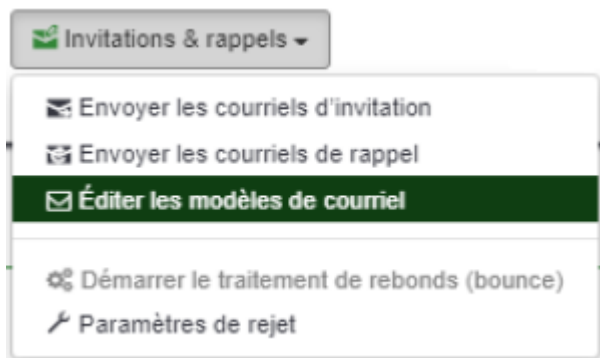 Invitations & rappels
Envoyer les courriels d'invitation
Envoyer les courriels de rappel
Éditer les modèles de courriel
Démarrer le traitement de rebonds (bounce)
Paramètres de rejet